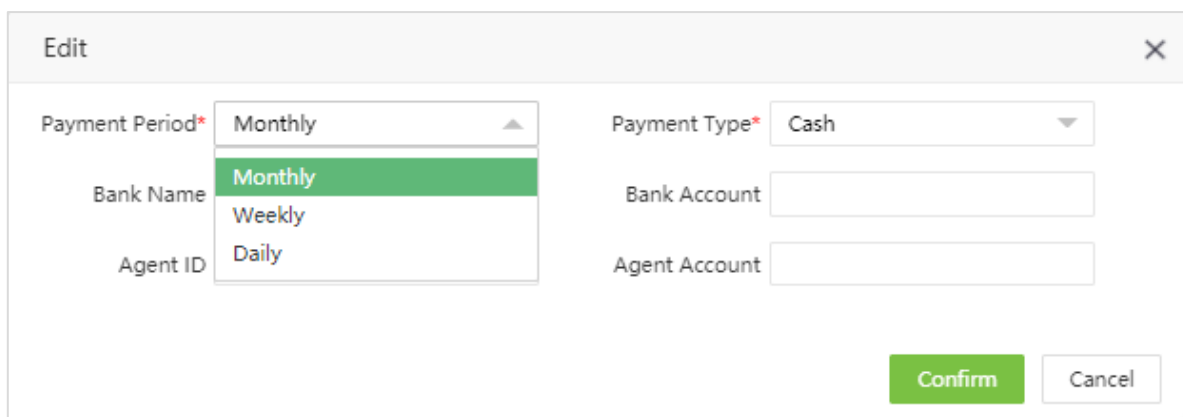 Edit
Payment Period* Monthly Payment Type* Cash
Monthly
Bank Name Bank Account
Weekly
Daily
Agent ID Agent Account
Confirm Cancel